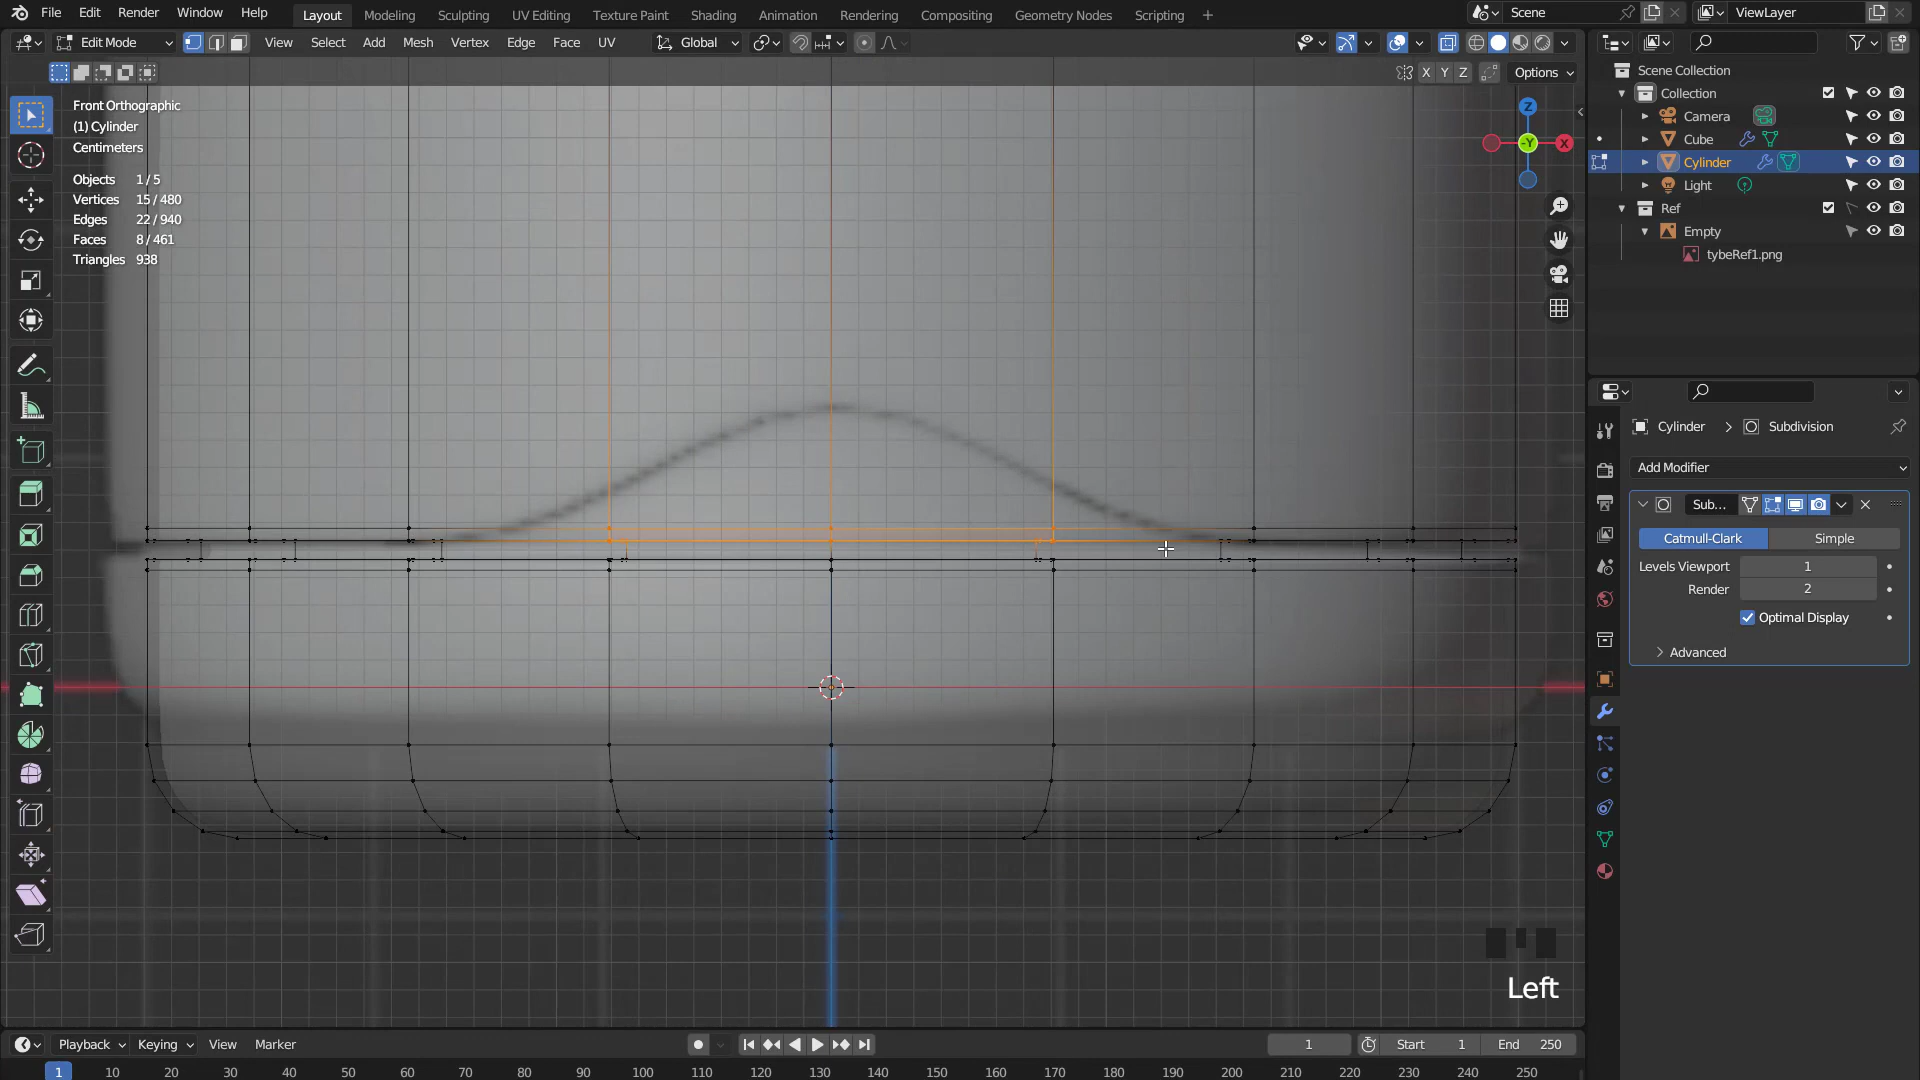 File Edit Render Window Help Layout Modeling Sculpting UV Editing Texture Paint Shading Animation Rendering Compositing Geometry Nodes Scripting + Scene ViewLayer
Edit Mode View Select Add Mesh Vertex Edge Face UV Global
X Y Z Options
Front Orthographic
(1) Cylinder
Centimeters
Objects 1/5
Vertices 15/480
Edges 22/940
Faces 8/461
Triangles 938
Z
-Y
X
Scene Collection
Collection
Camera
Cube
Cylinder
Light
Ref
Empty
tybeRef1.png
Cylinder > Subdivision
Add Modifier
Sub...
Catmull-Clark Simple
Levels Viewport 1
Render 2
Optimal Display
Advanced
Left
Playback Keying View Marker 1 Start 1 End 250
1 10 20 30 40 50 60 70 80 90 100 110 120 130 140 150 160 170 180 190 200 210 220 230 240 250